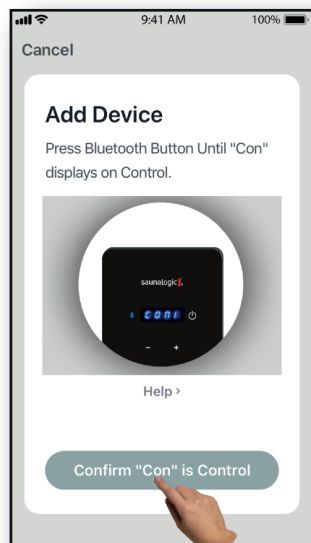 9:41 AM 100%
Cancel
Add Device
Press Bluetooth Button Until "Con"
displays on Control.
saunalogic
CON1
- +
Help >
Confirm "Con" is Control